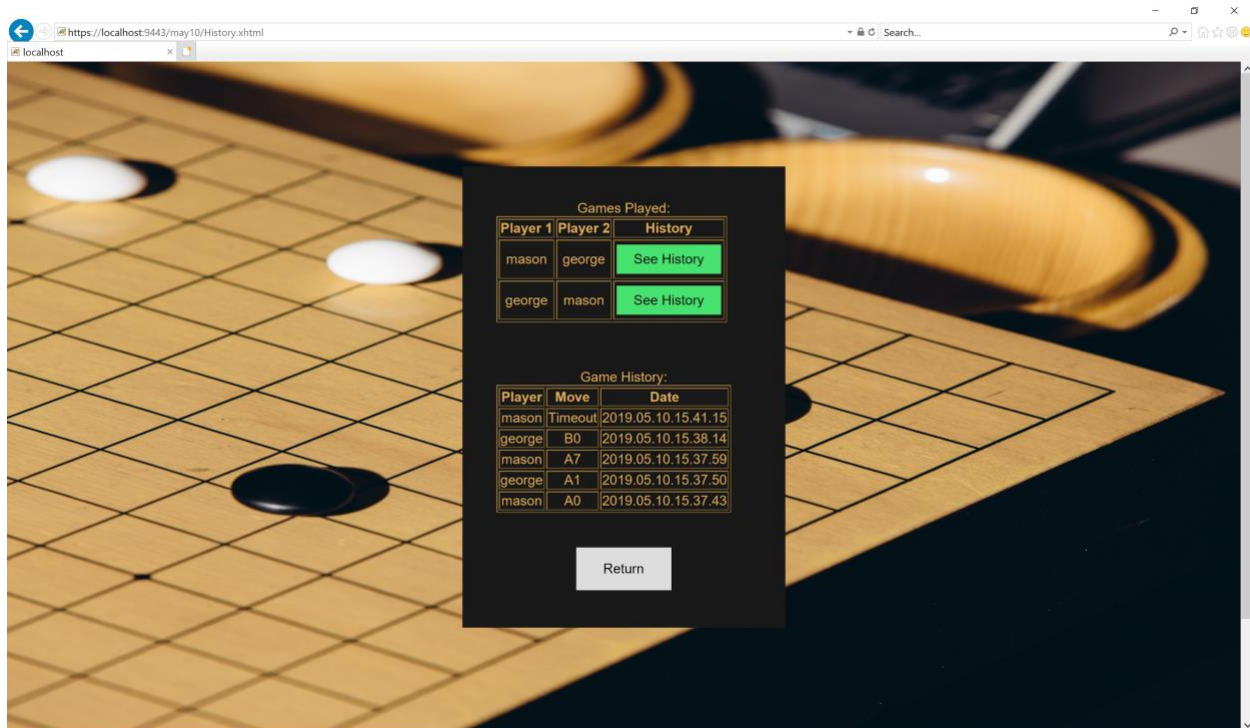 https://localhost:9443/may10/History.xhtml
Search...
localhost
Games Played:
Player 1 Player 2 History
mason george See History
george mason See History
Game History:
Player Move Date
mason Timeout 2019.05.10.15.41.15
george B0 2019.05.10.15.38.14
mason A7 2019.05.10.15.37.59
george A1 2019.05.10.15.37.50
mason A0 2019.05.10.15.37.43
Return